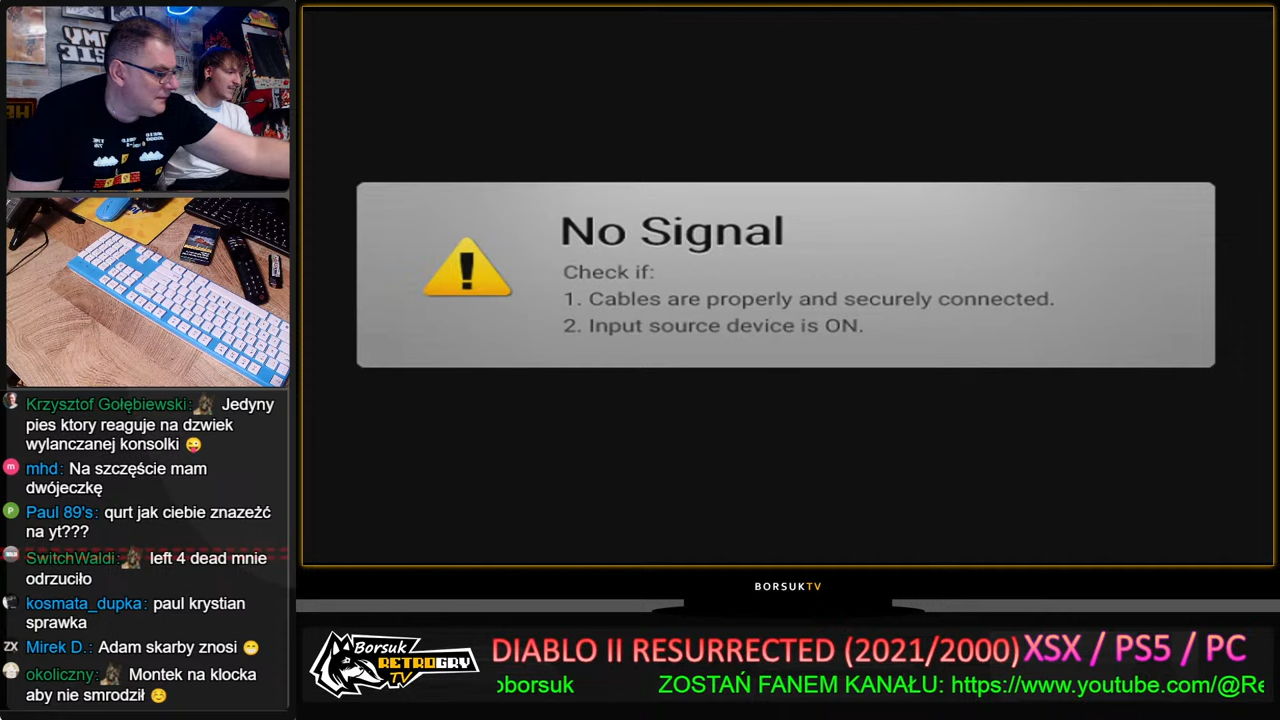 No Signal
Check if:
1. Cables are properly and securely connected.
2. Input source device is ON.
Krzysztof Gołębiewski: Jedyny
pies ktory reaguje na dzwiek
wylanczanej konsolki 😜
mhd: Na szczęście mam
dwójeczkę
Paul 89's: qurt jak ciebie znazeźć
na yt???
SwitchWaldi: left 4 dead mnie
odrzuciło
kosmata_dupka: paul krystian
sprawka
Mirek D.: Adam skarby znosi 😁
okoliczny: Montek na klocka
aby nie smrodził ☺️
BORSUKTV
Borsuk
RETROGRY
TV
DIABLO II RESURRECTED (2021/2000) XSX / PS5 / PC
oborsuk ZOSTAŃ FANEM KANAŁU: https://www.youtube.com/@Re